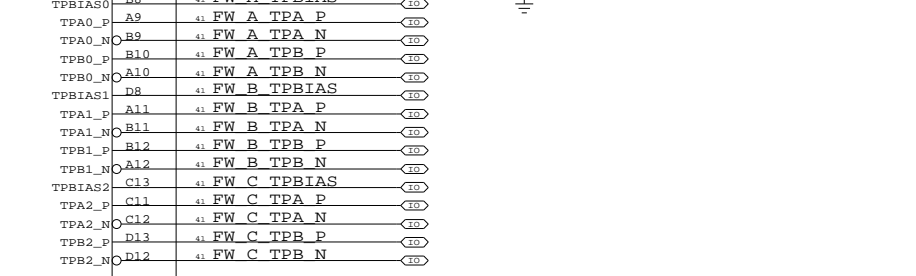 TPBIAS0 B8 FW_A_TPBIAS IO
TPA0_P A9 41 FW_A_TPA_P IO
TPA0_N B9 41 FW_A_TPA_N IO
TPB0_P B10 41 FW_A_TPB_P IO
TPB0_N A10 41 FW_A_TPB_N IO
TPBIAS1 D8 41 FW_B_TPBIAS IO
TPA1_P A11 41 FW_B_TPA_P IO
TPA1_N B11 41 FW_B_TPA_N IO
TPB1_P B12 41 FW_B_TPB_P IO
TPB1_N A12 41 FW_B_TPB_N IO
TPBIAS2 C13 41 FW_C_TPBIAS IO
TPA2_P C11 41 FW_C_TPA_P IO
TPA2_N C12 41 FW_C_TPA_N IO
TPB2_P D13 41 FW_C_TPB_P IO
TPB2_N D12 41 FW_C_TPB_N IO